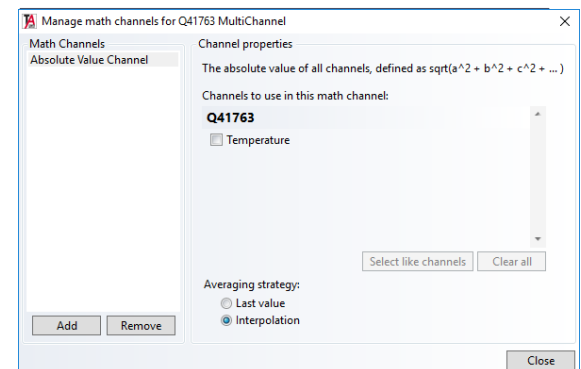 Manage math channels for Q41763 MultiChannel
Math Channels
Absolute Value Channel
Add Remove
Channel properties
The absolute value of all channels, defined as sqrt(a^2 + b^2 + c^2 + ... )
Channels to use in this math channel:
Q41763
Temperature
Select like channels Clear all
Averaging strategy:
Last value
Interpolation
Close